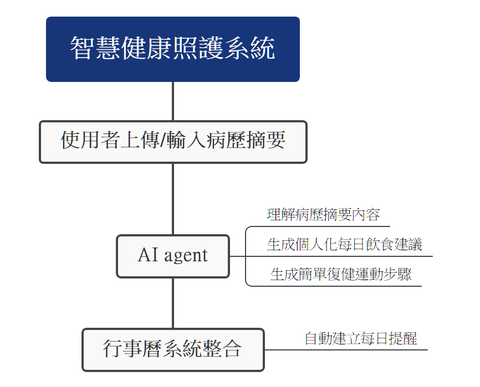 智慧健康照護系統
使用者上傳/輸入病歷摘要
AI agent
理解病歷摘要內容
生成個人化每日飲食建議
生成簡單復健運動步驟
行事曆系統整合
自動建立每日提醒